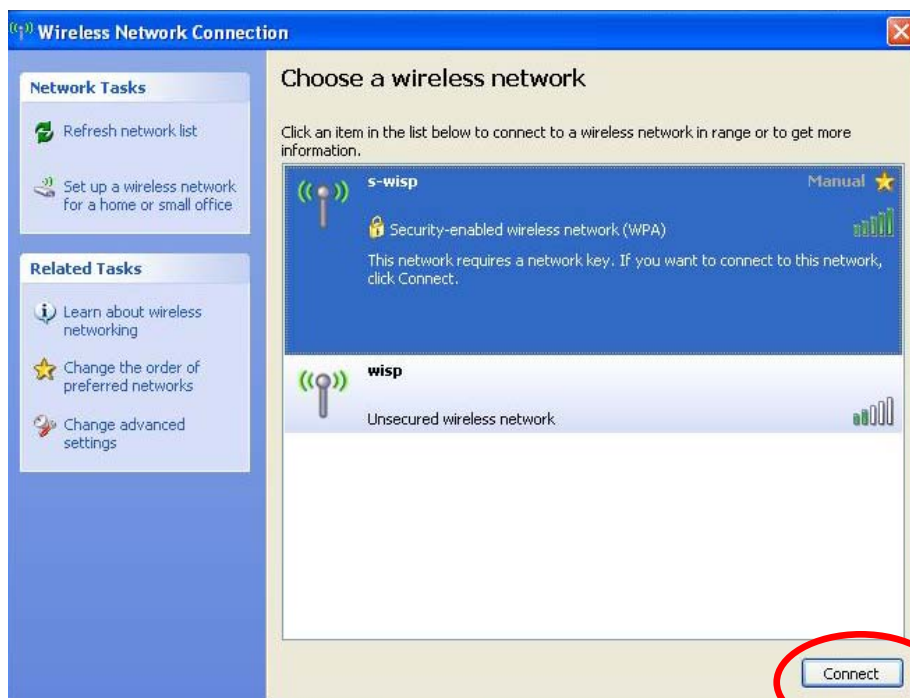 Wireless Network Connection
Network Tasks
Refresh network list
Set up a wireless network
for a home or small office
Related Tasks
Learn about wireless
networking
Change the order of
preferred networks
Change advanced
settings
Choose a wireless network
Click an item in the list below to connect to a wireless network in range or to get more
information.
s-wisp
Manual
Security-enabled wireless network (WPA)
This network requires a network key. If you want to connect to this network,
click Connect.
wisp
Unsecured wireless network
Connect